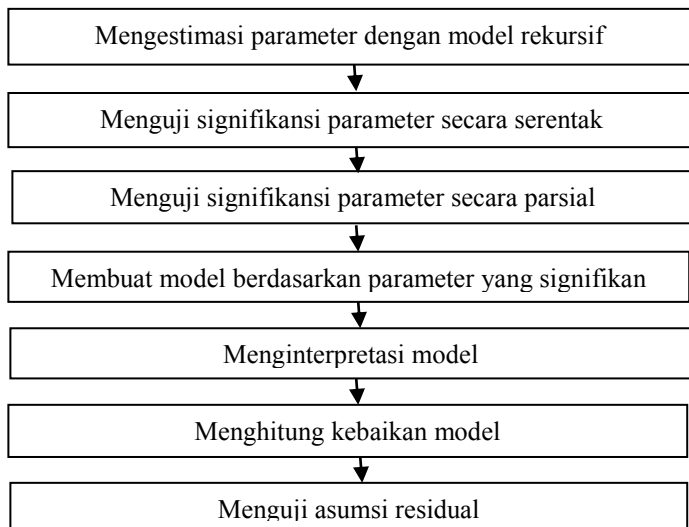 Mengestimasi parameter dengan model rekursif
Menguji signifikansi parameter secara serentak
Menguji signifikansi parameter secara parsial
Membuat model berdasarkan parameter yang signifikan
Menginterpretasi model
Menghitung kebaikan model
Menguji asumsi residual